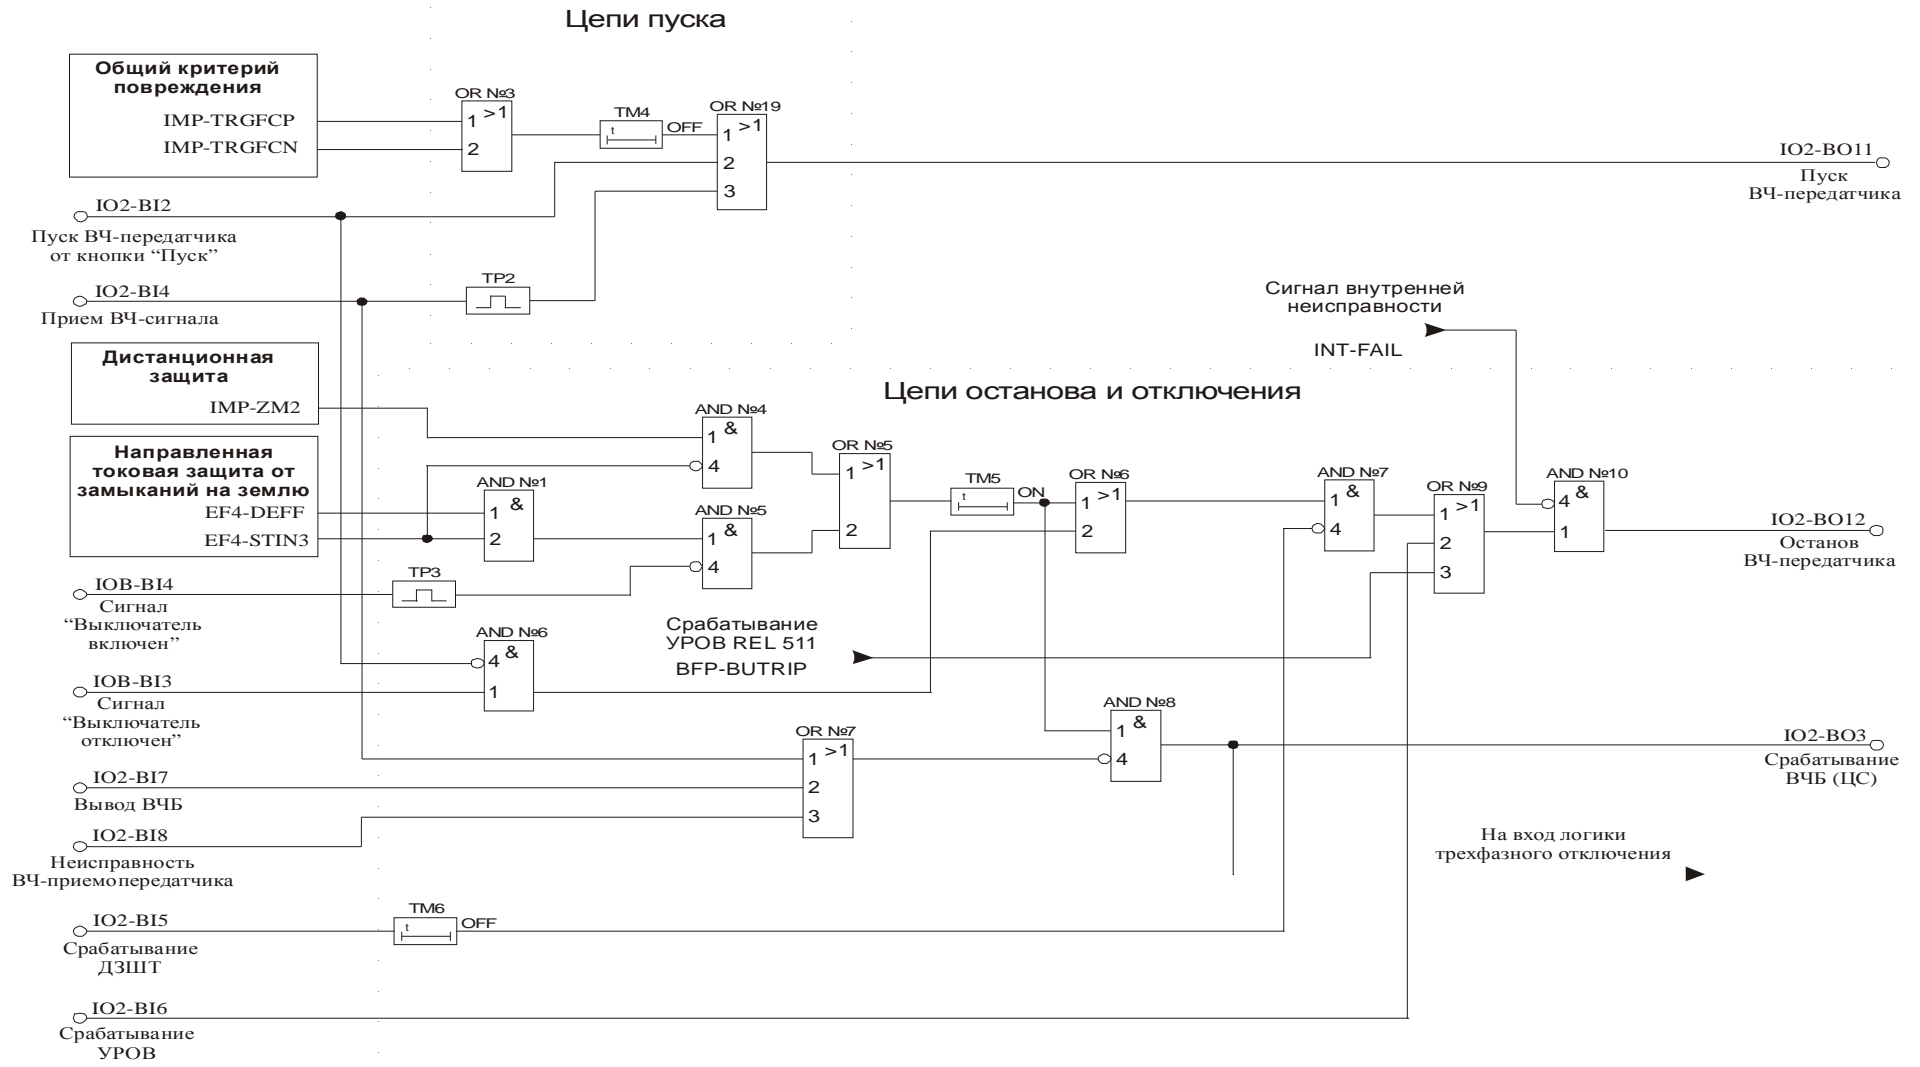 Цепи пуска
Общий критерий
повреждения
IMP-TRGFCP
IMP-TRGFCN
OR №3
1 >1
2
TM4
t
OFF
OR №19
1 >1
2
3
IO2-BO11
Пуск
ВЧ-передатчика
IO2-BI2
Пуск ВЧ-передатчика
от кнопки “Пуск”
IO2-BI4
Прием ВЧ-сигнала
TP2
Сигнал внутренней
неисправности
INT-FAIL
Дистанционная
защита
IMP-ZM2
Цепи останова и отключения
Направленная
токовая защита от
замыканий на землю
EF4-DEFF
EF4-STIN3
AND №1
&
1
2
AND №4
1 &
4
AND №5
1 &
4
OR №5
1 >1
2
TM5
t
ON
OR №6
1 >1
2
AND №7
1 &
4
OR №9
1 >1
2
3
AND №10
4 &
1
IO2-BO12
Останов
ВЧ-передатчика
IOB-BI4
Сигнал
“Выключатель
включен”
TP3
AND №6
4 &
1
Срабатывание
УРОВ REL 511
BFP-BUTRIP
IOB-BI3
Сигнал
“Выключатель
отключен”
OR №7
1 >1
2
3
AND №8
1 &
4
IO2-BO3
Срабатывание
ВЧБ (ЦС)
IO2-BI7
Вывод ВЧБ
IO2-BI8
Неисправность
ВЧ-приемопередатчика
На вход логики
трехфазного отключения
IO2-BI5
Срабатывание
ДЗШТ
TM6
t
OFF
IO2-BI6
Срабатывание
УРОВ